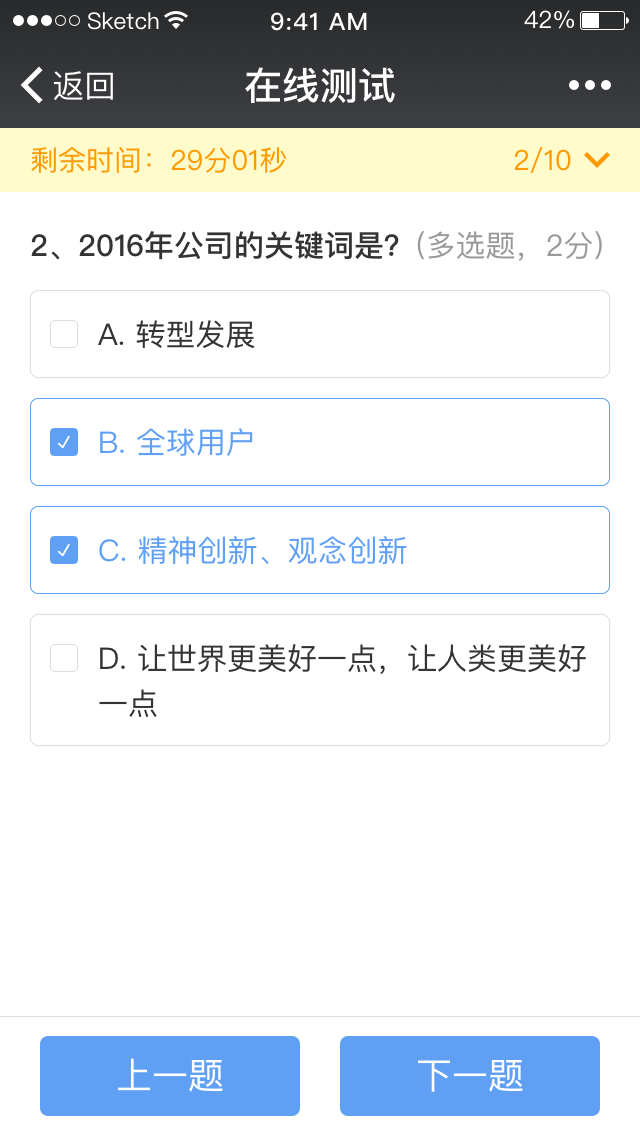 Sketch 9:41 AM 42%
返回 在线测试
剩余时间：29分01秒 2/10
2、2016年公司的关键词是?（多选题，2分）
A. 转型发展
B. 全球用户
C. 精神创新、观念创新
D. 让世界更美好一点，让人类更美好
一点
上一题 下一题